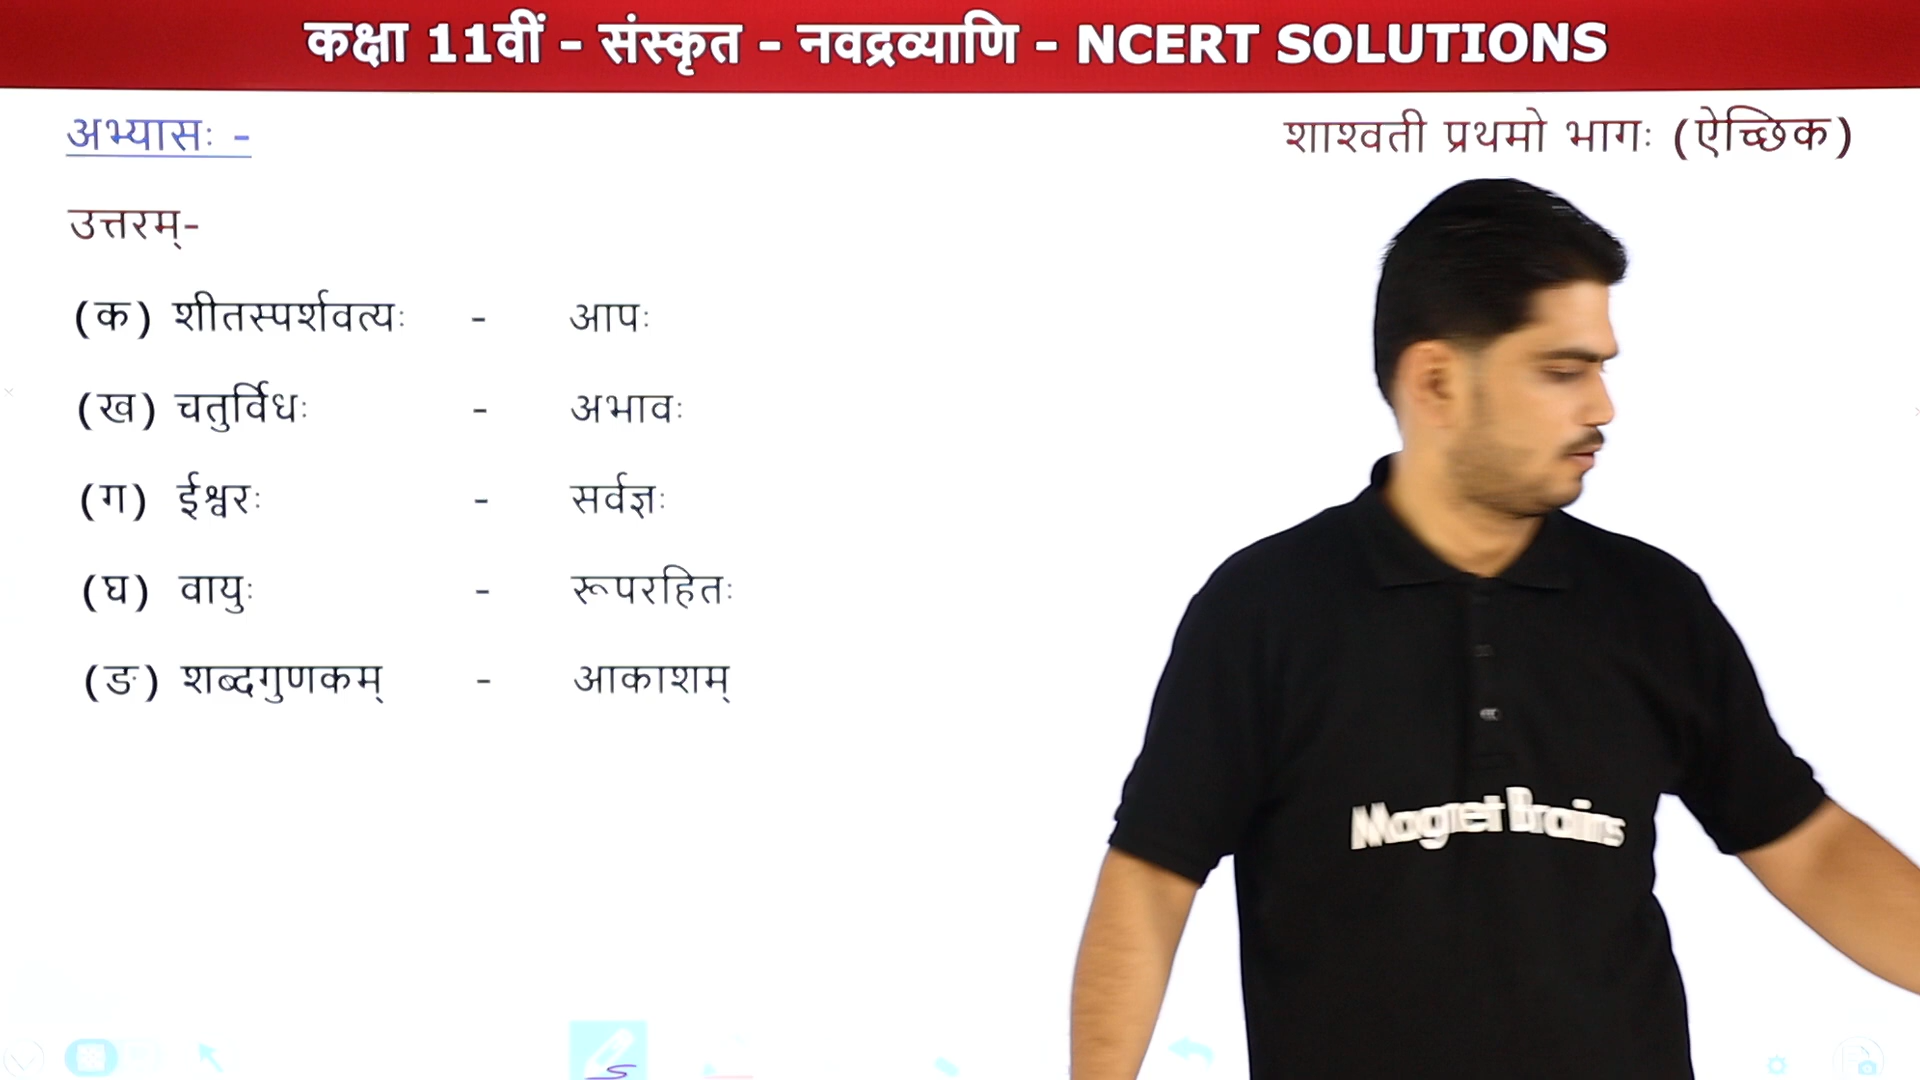 कक्षा 11वीं - संस्कृत - नवद्रव्याणि - NCERT SOLUTIONS
अभ्यासः -
शाश्वती प्रथमो भागः (ऐच्छिक)
उत्तरम्-
(क) शीतस्पर्शवत्यः - आपः
(ख) चतुर्विधः - अभावः
(ग) ईश्वरः - सर्वज्ञः
(घ) वायुः - रूपरहितः
(ङ) शब्दगुणकम् - आकाशम्
Magnet Brains